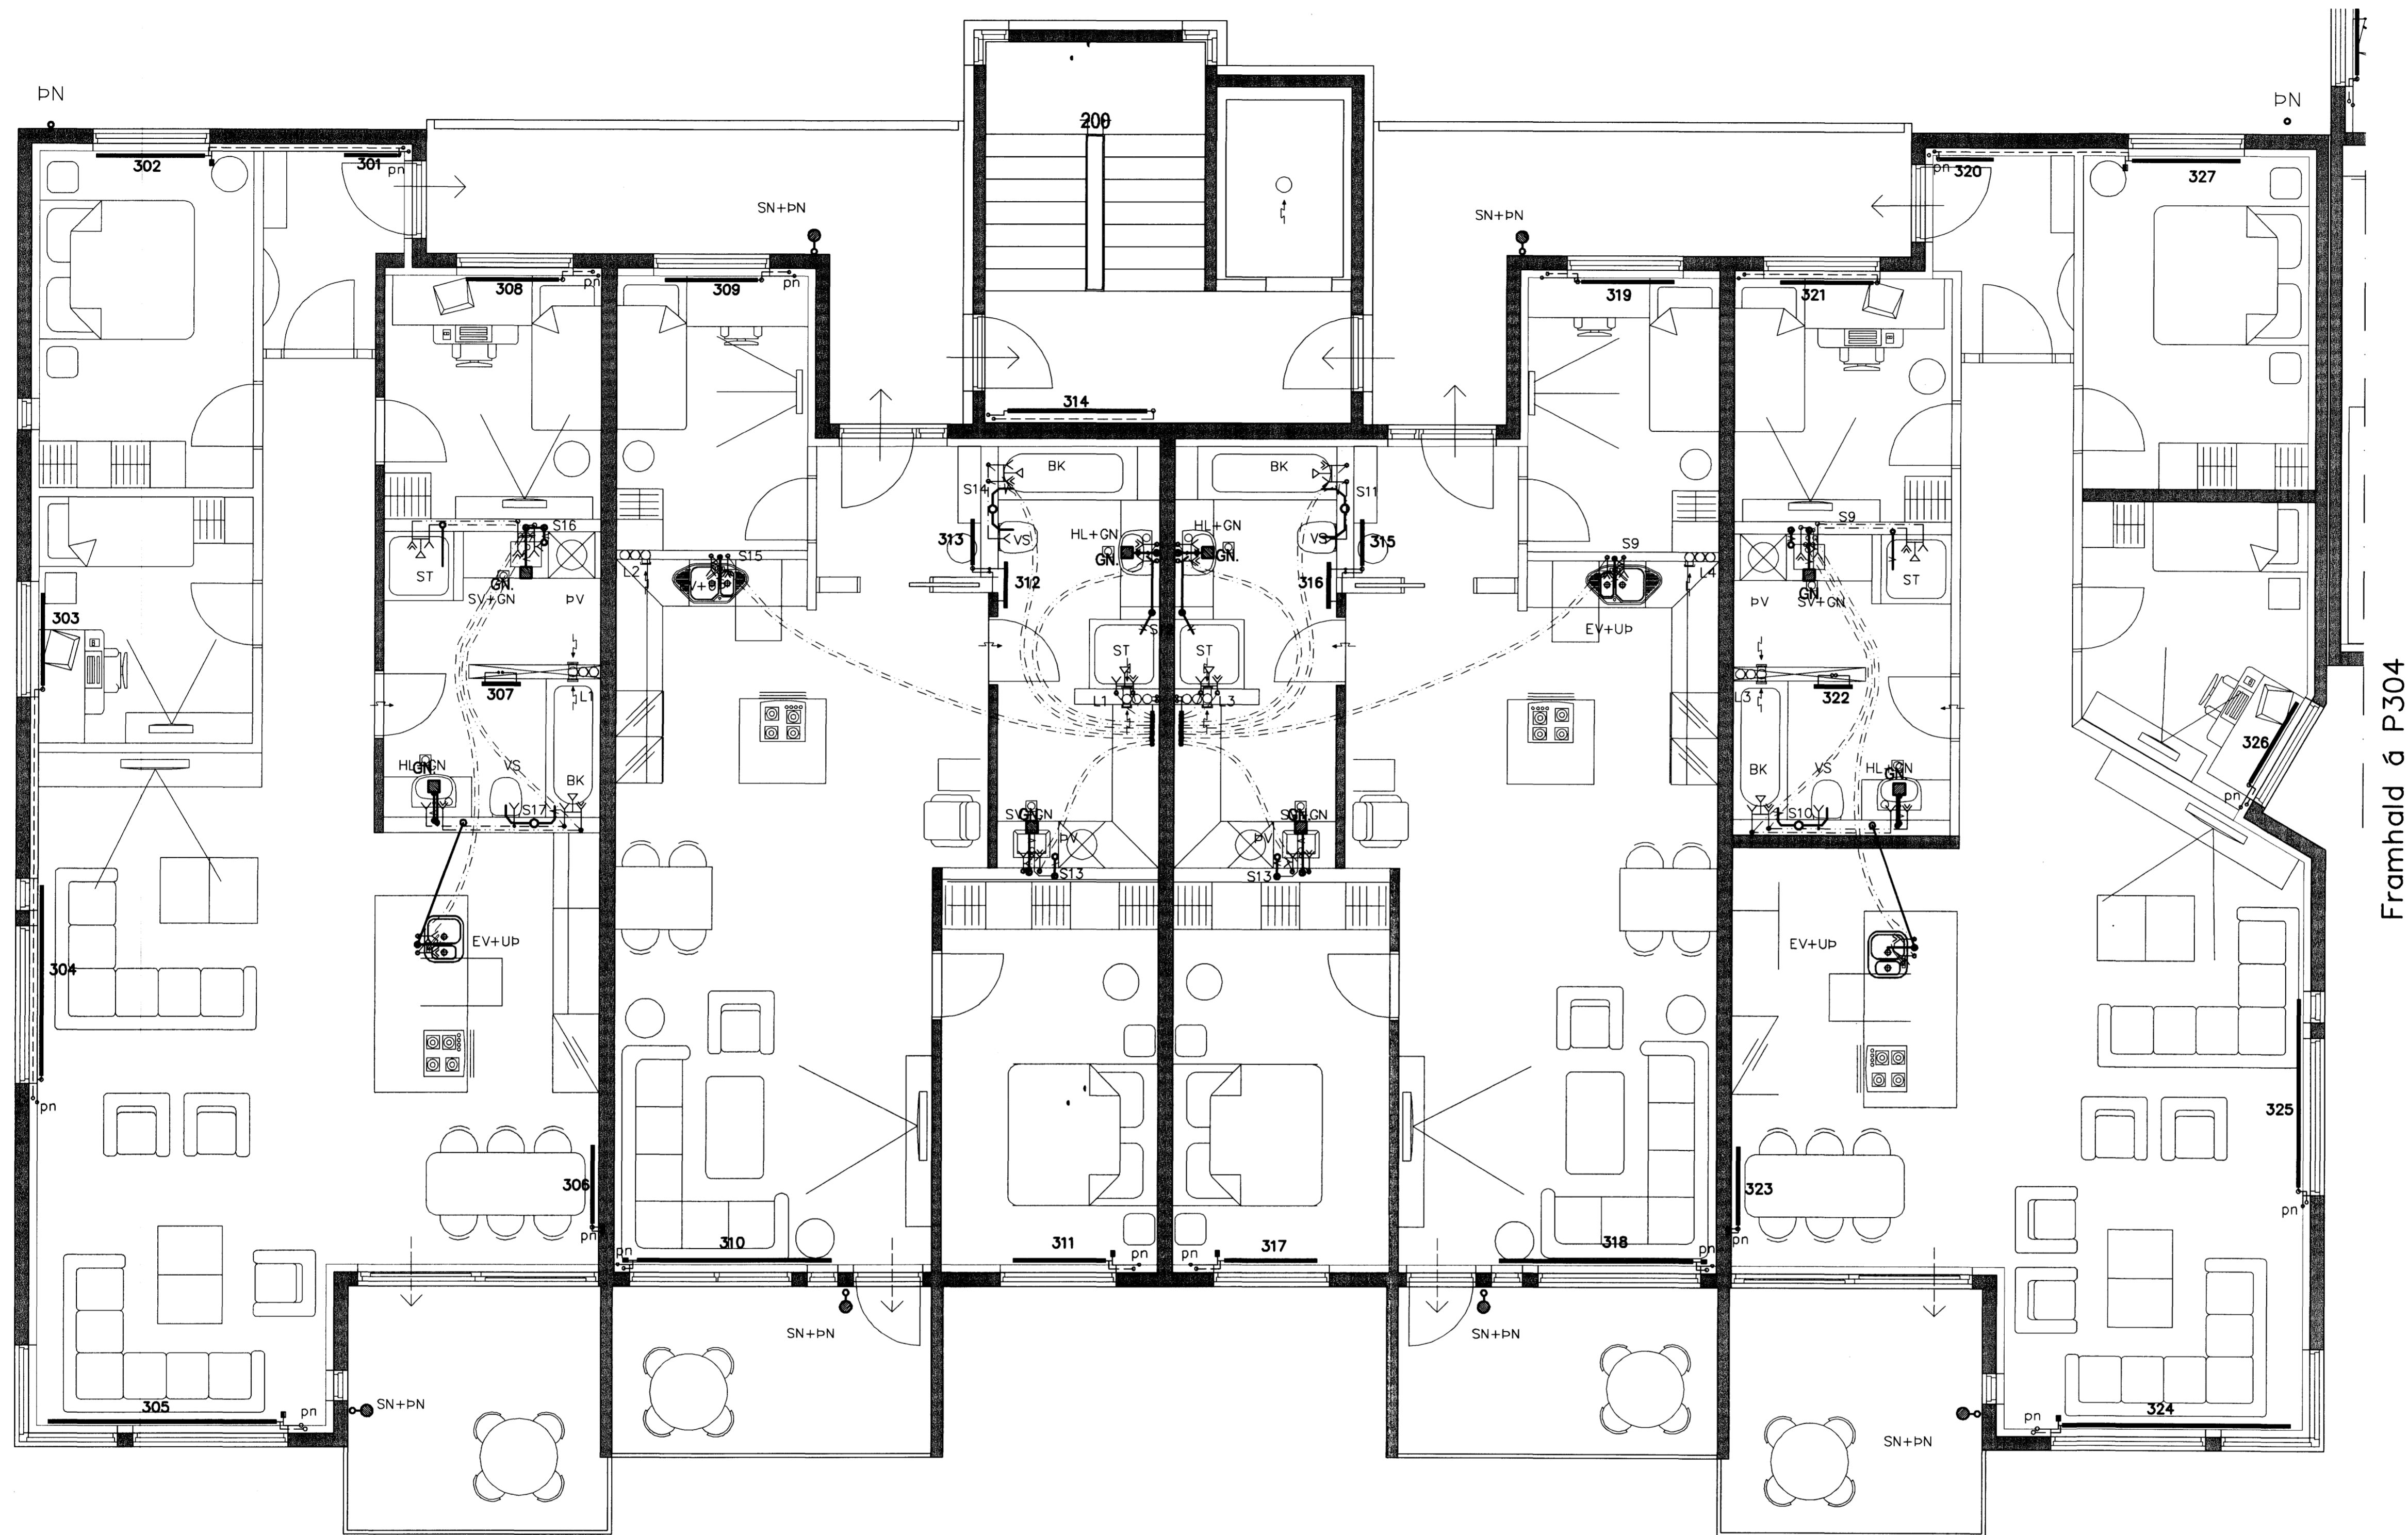 ÞN
ÞN
200
302
301
pn
pn
320
327
SN+ÞN
SN+ÞN
308
pn
309
pn
319
321
314
BK
BK
S14
S11
S16
HL+GN
HL+GN
S9
313
VS
GN.
GN.
VS
315
S15
S9
L2
L4
ST
GN.
312
316
ST
GN
SV+GN
ÞV
ÞV
SV+GN
303
EV+UÞ
ST
ST
307
L1
L1
L3
L3
322
326
HL+GN
GN.
VS
BK
BK
VS
HL+GN
GN.
pn
S17
S10
SV+GN
GN.
ÞV
ÞV
GN.
S13
S13
304
EV+UÞ
EV+UÞ
pn
325
306
323
pn
pn
pn
pn
310
311
pn
pn
317
318
pn
SN+ÞN
SN+ÞN
305
pn
SN+ÞN
pn
324
SN+ÞN
Framhald á P304